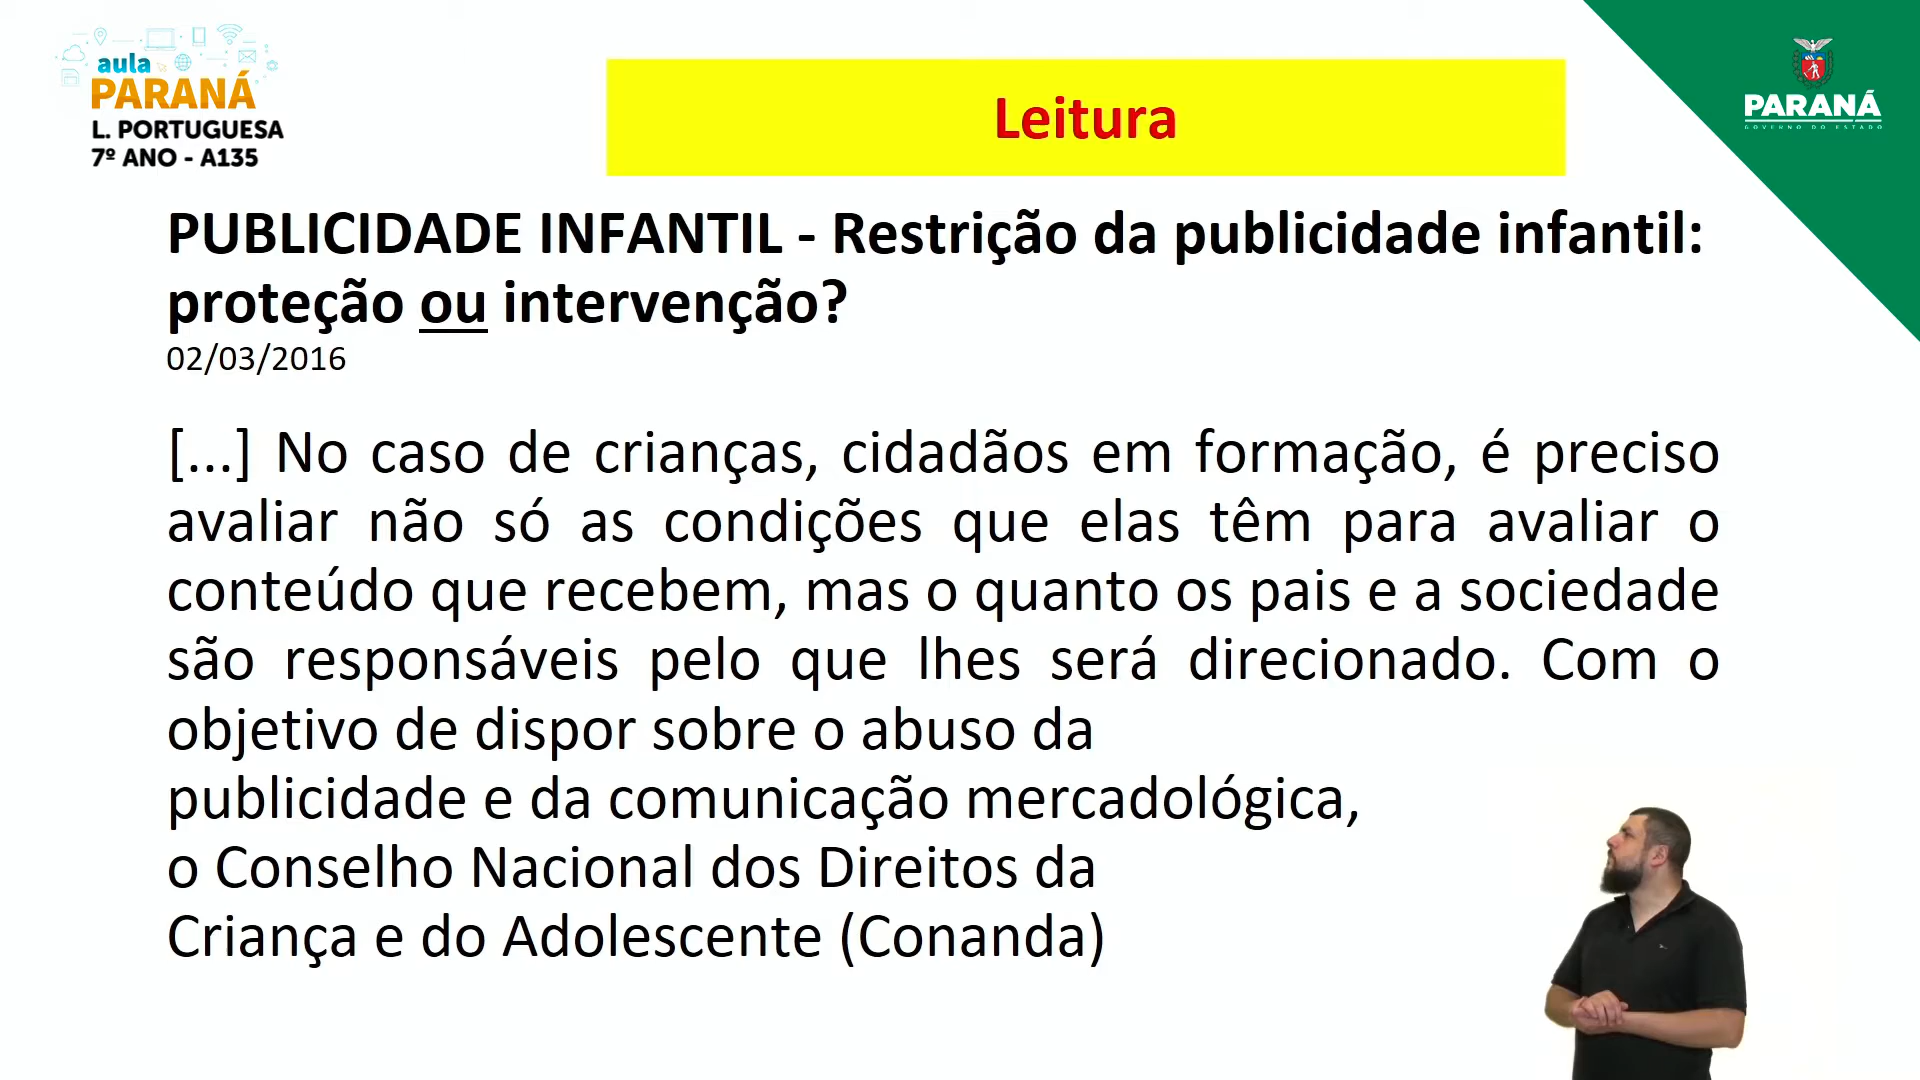 aula
PARANÁ
L. PORTUGUESA
7º ANO - A135
Leitura
PARANÁ
GOVERNO DO ESTADO
PUBLICIDADE INFANTIL - Restrição da publicidade infantil:
proteção ou intervenção?
02/03/2016
[...] No caso de crianças, cidadãos em formação, é preciso
avaliar não só as condições que elas têm para avaliar o
conteúdo que recebem, mas o quanto os pais e a sociedade
são responsáveis pelo que lhes será direcionado. Com o
objetivo de dispor sobre o abuso da
publicidade e da comunicação mercadológica,
o Conselho Nacional dos Direitos da
Criança e do Adolescente (Conanda)